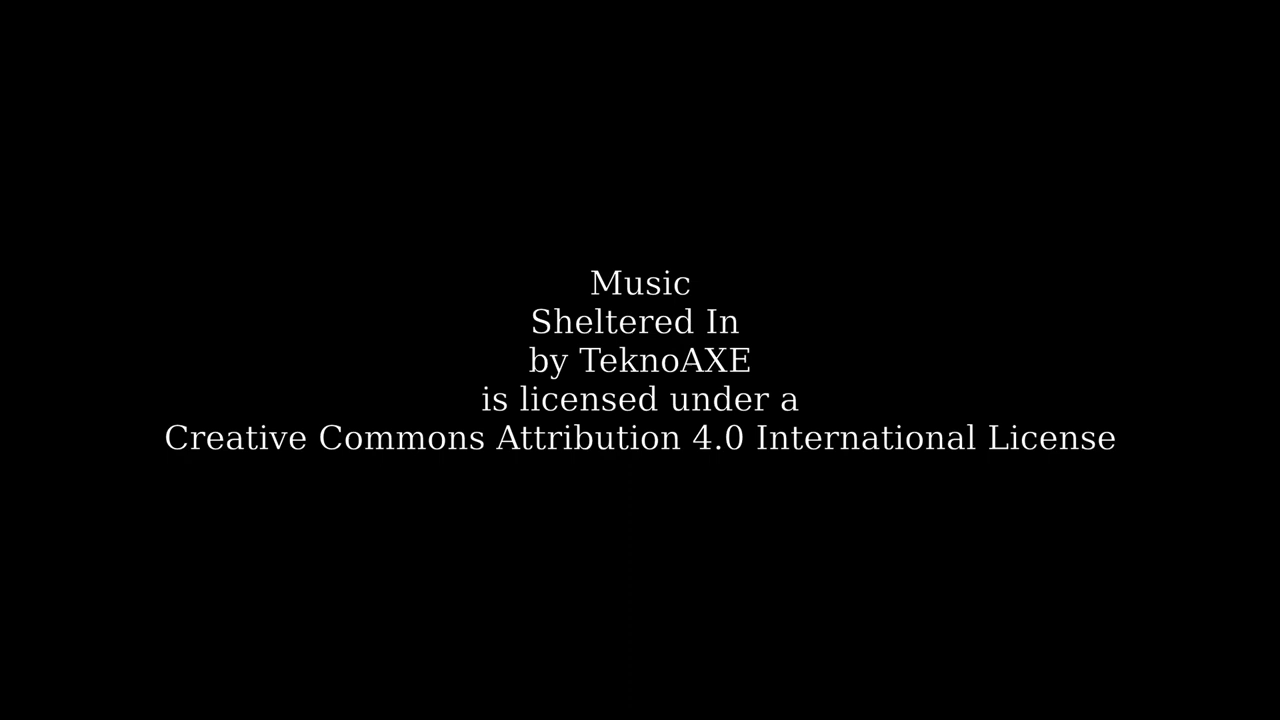 Music
Sheltered In
by TeknoAXE
is licensed under a
Creative Commons Attribution 4.0 International License